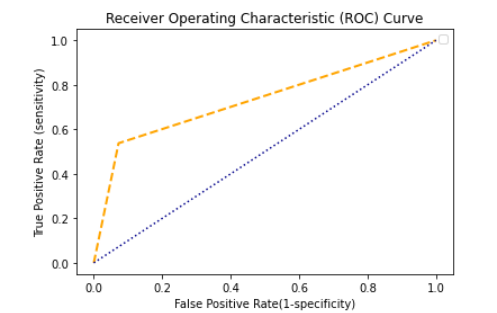 Receiver Operating Characteristic (ROC) Curve
1.0
0.8
0.6
0.4
0.2
0.0
True Positive Rate (sensitivity)
0.0 0.2 0.4 0.6 0.8 1.0
False Positive Rate(1-specificity)